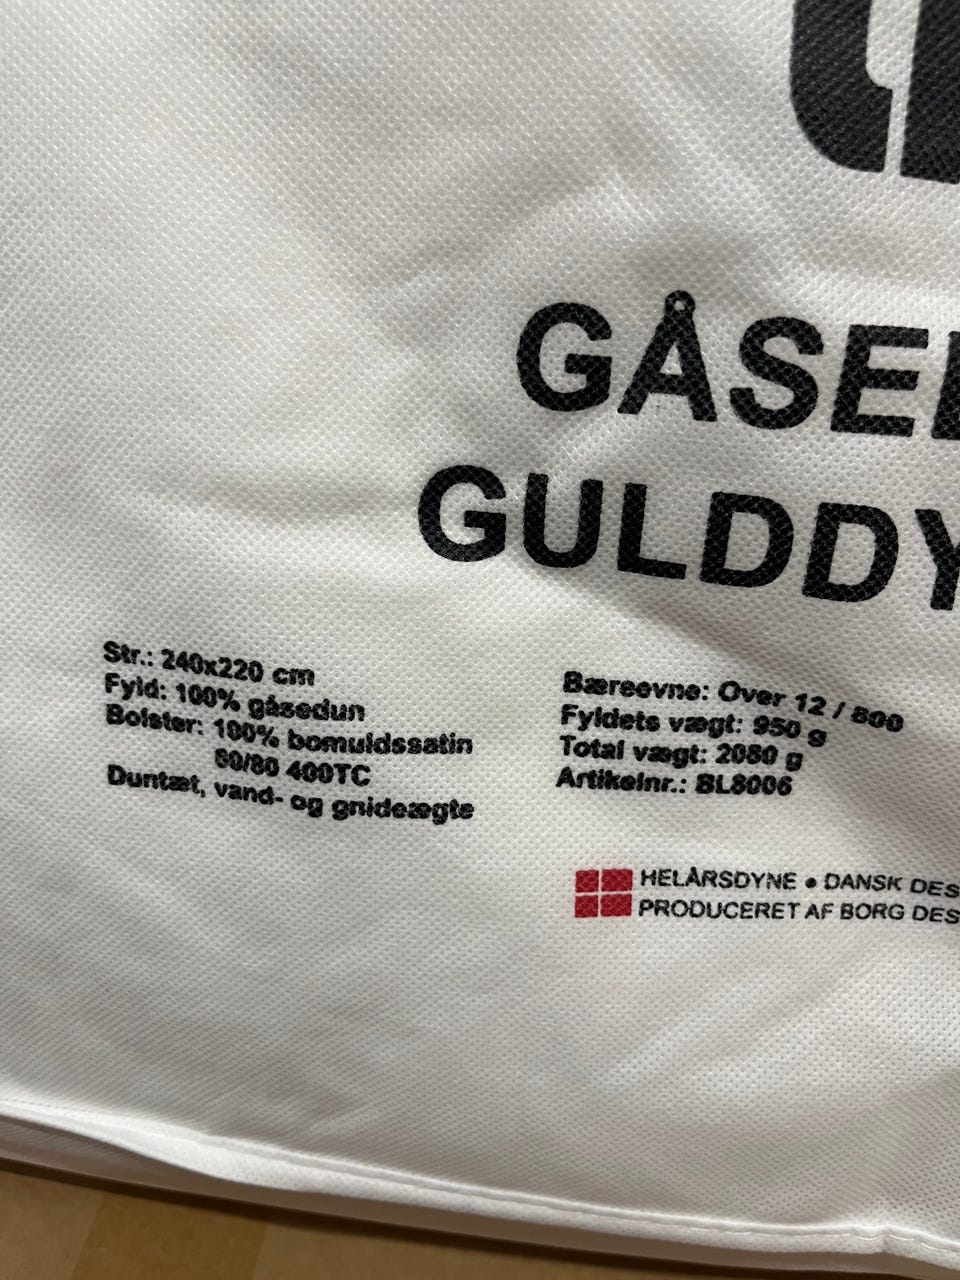 GÅSE
GULDDY
Str.: 240x220 cm
Fyld: 100% gåsedun
Bolster: 100% bomuldssatin
80/80 400TC
Duntæt, vand- og gnideægte
Bæreevne: Over 12 / 800
Fyldets vægt: 950 g
Total vægt: 2080 g
Artikelnr.: BL8006
HELÅRSDYNE • DANSK DES
PRODUCERET AF BORG DES